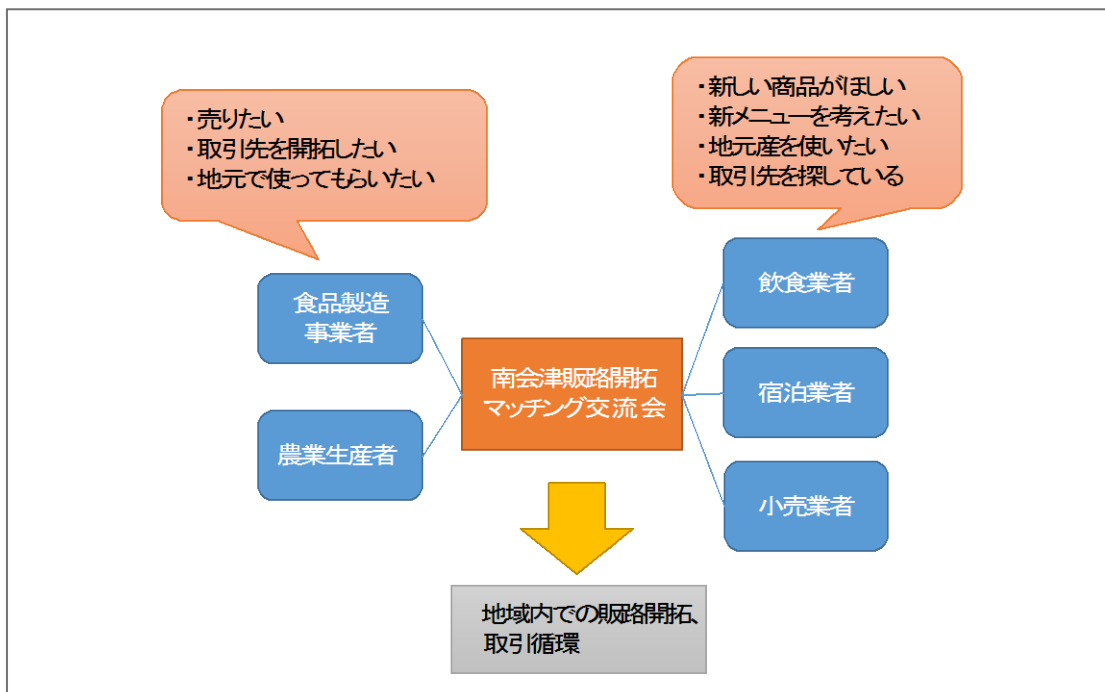 ・売りたい
・取引先を開拓したい
・地元で使ってもらいたい
・新しい商品がほしい
・新メニューを考えたい
・地元産を使いたい
・取引先を探している
食品製造
事業者
農業生産者
南会津販路開拓
マッチング交流会
飲食業者
宿泊業者
小売業者
地域内での販路開拓、
取引循環